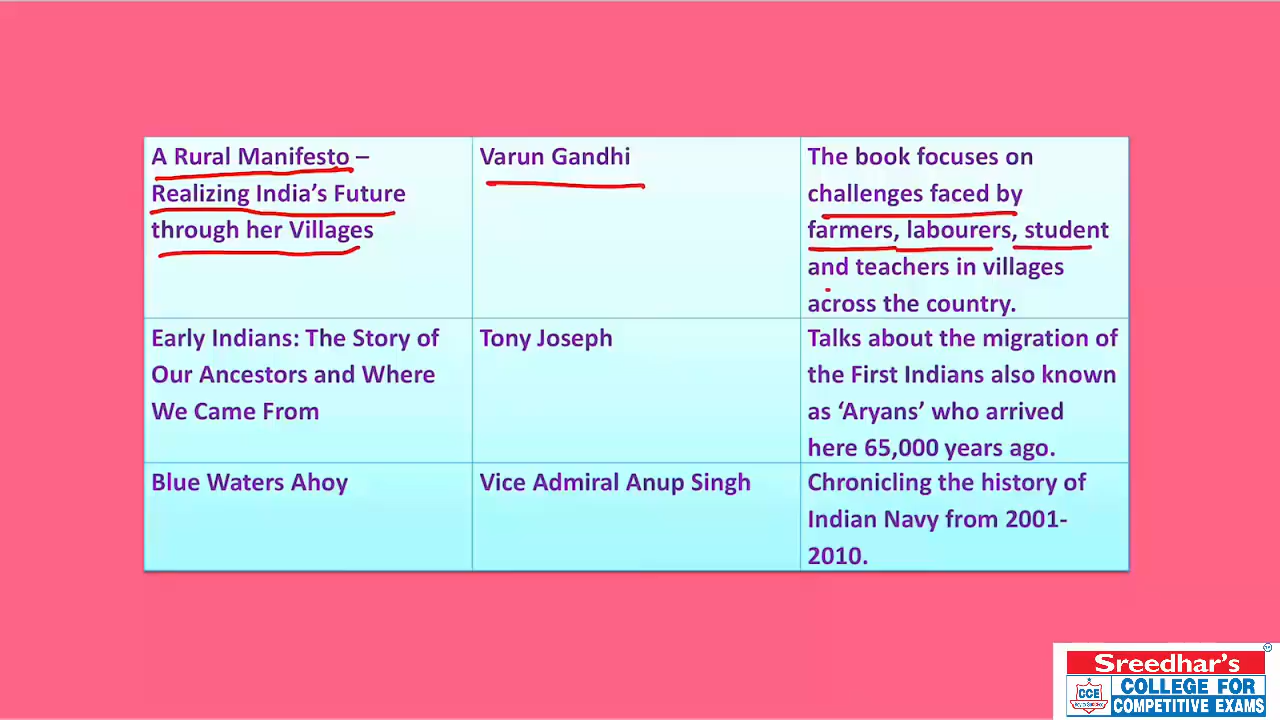 A Rural Manifesto –
Realizing India's Future
through her Villages
Varun Gandhi
The book focuses on
challenges faced by
farmers, labourers, student
and teachers in villages
across the country.
Early Indians: The Story of
Our Ancestors and Where
We Came From
Tony Joseph
Talks about the migration of
the First Indians also known
as ‘Aryans’ who arrived
here 65,000 years ago.
Blue Waters Ahoy
Vice Admiral Anup Singh
Chronicling the history of
Indian Navy from 2001-
2010.
Sreedhar's
CCE
COLLEGE FOR
COMPETITIVE EXAMS